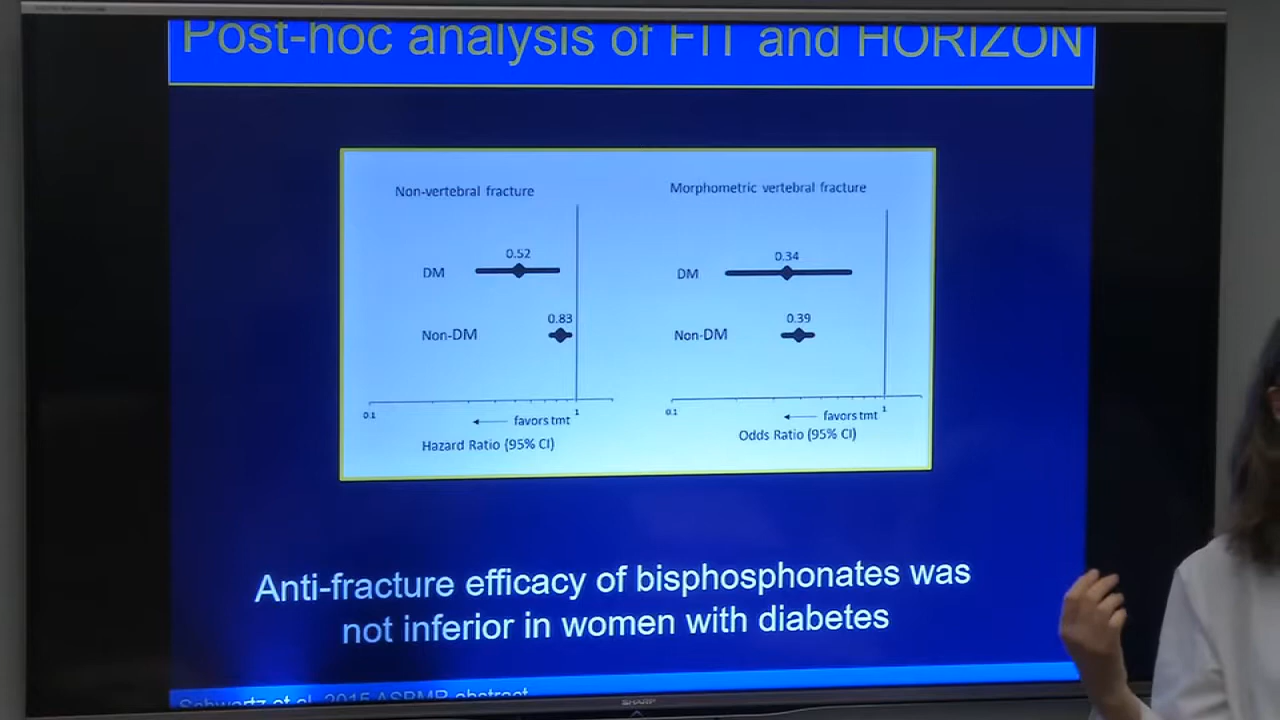 Post-hoc analysis of FIT and HORIZON
Non-vertebral fracture
0.52
DM
0.83
Non-DM
0.1
1
favors tmt
Hazard Ratio (95% CI)
Morphometric vertebral fracture
0.34
DM
0.39
Non-DM
0.1
1
favors tmt
Odds Ratio (95% CI)
Anti-fracture efficacy of bisphosphonates was
not inferior in women with diabetes
Schwartz et al. 2015 ASBMR abstract
SHARP